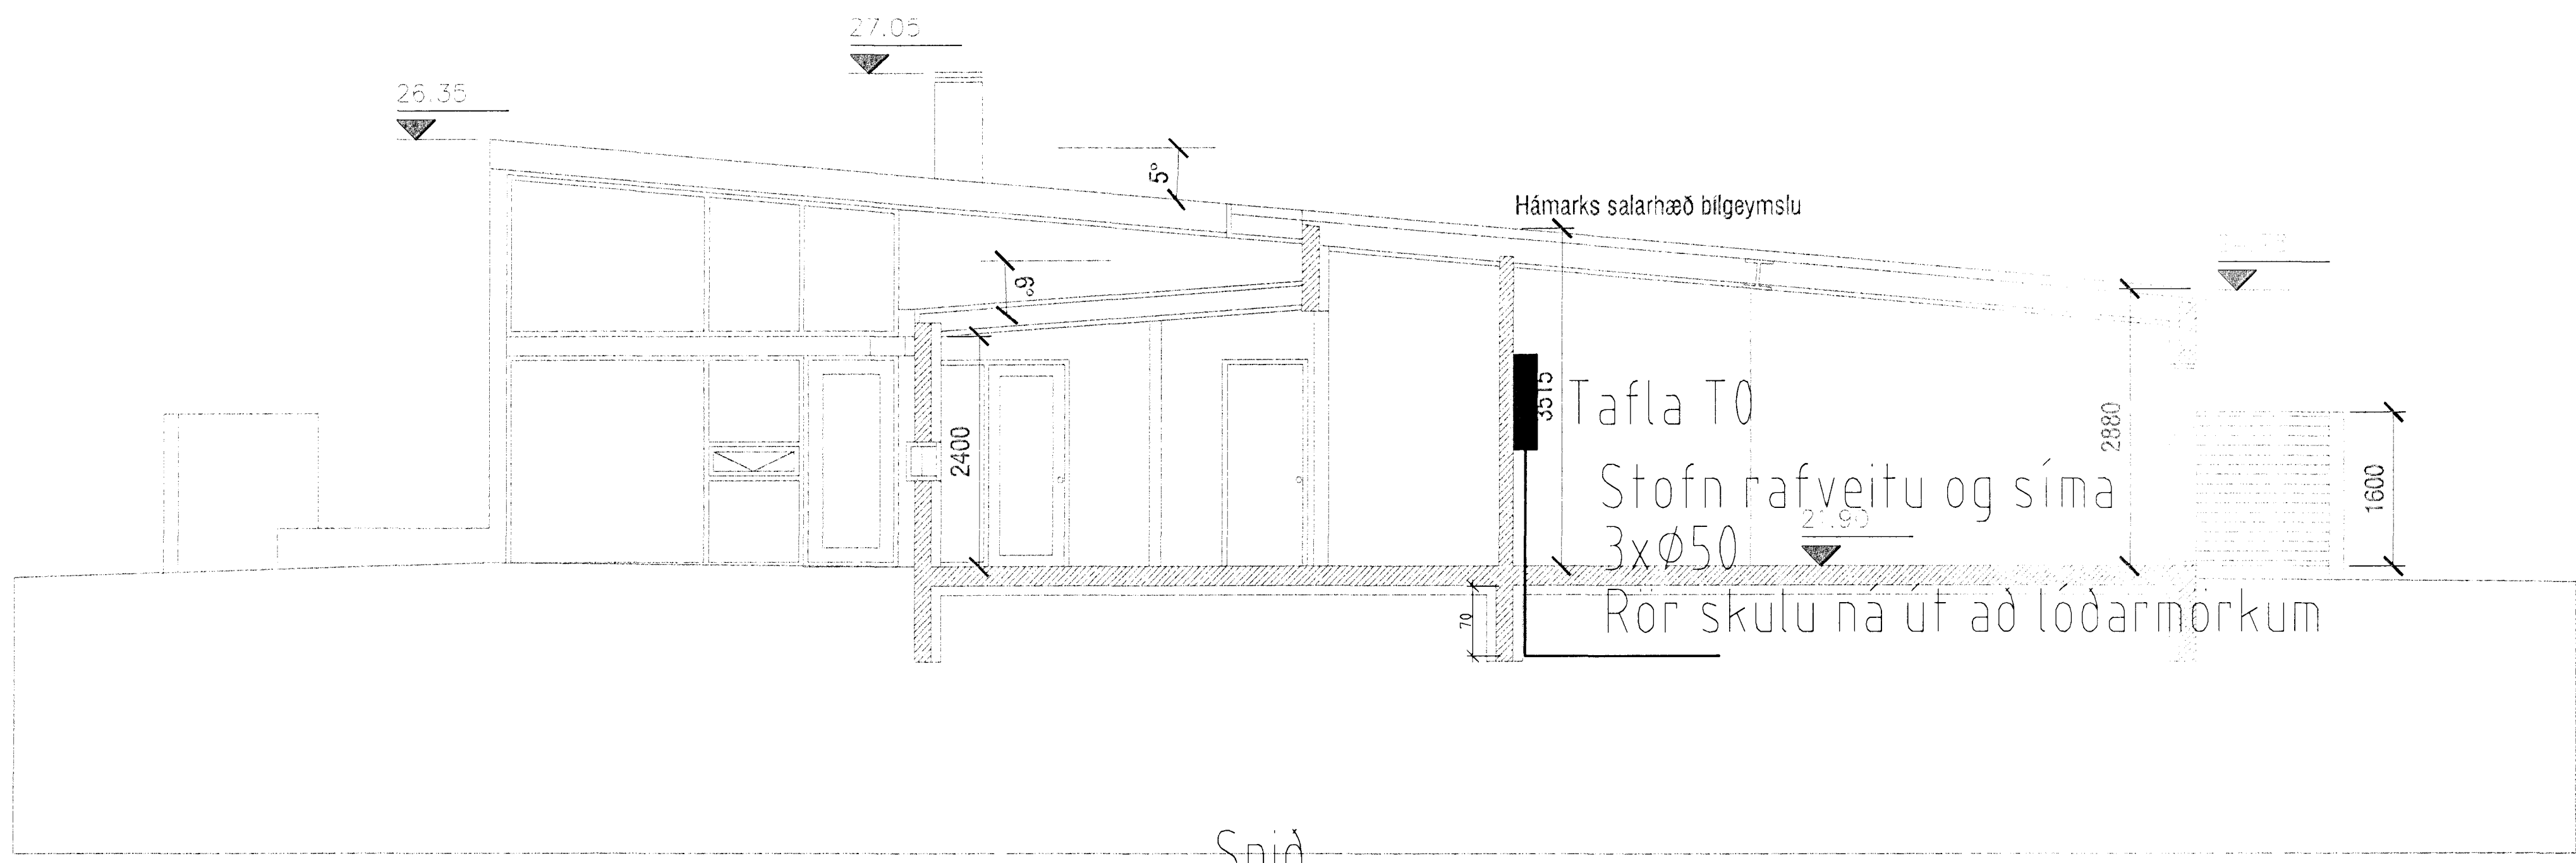 27.05
26.35
5°
Hámarks salarhæð bílgeymslu
6°
3515
Tafla T0
2400
2880
Stofn rafveitu og síma
1600
21.90
3xØ50
Rör skulu ná út að lóðarmörkum
70
Snið